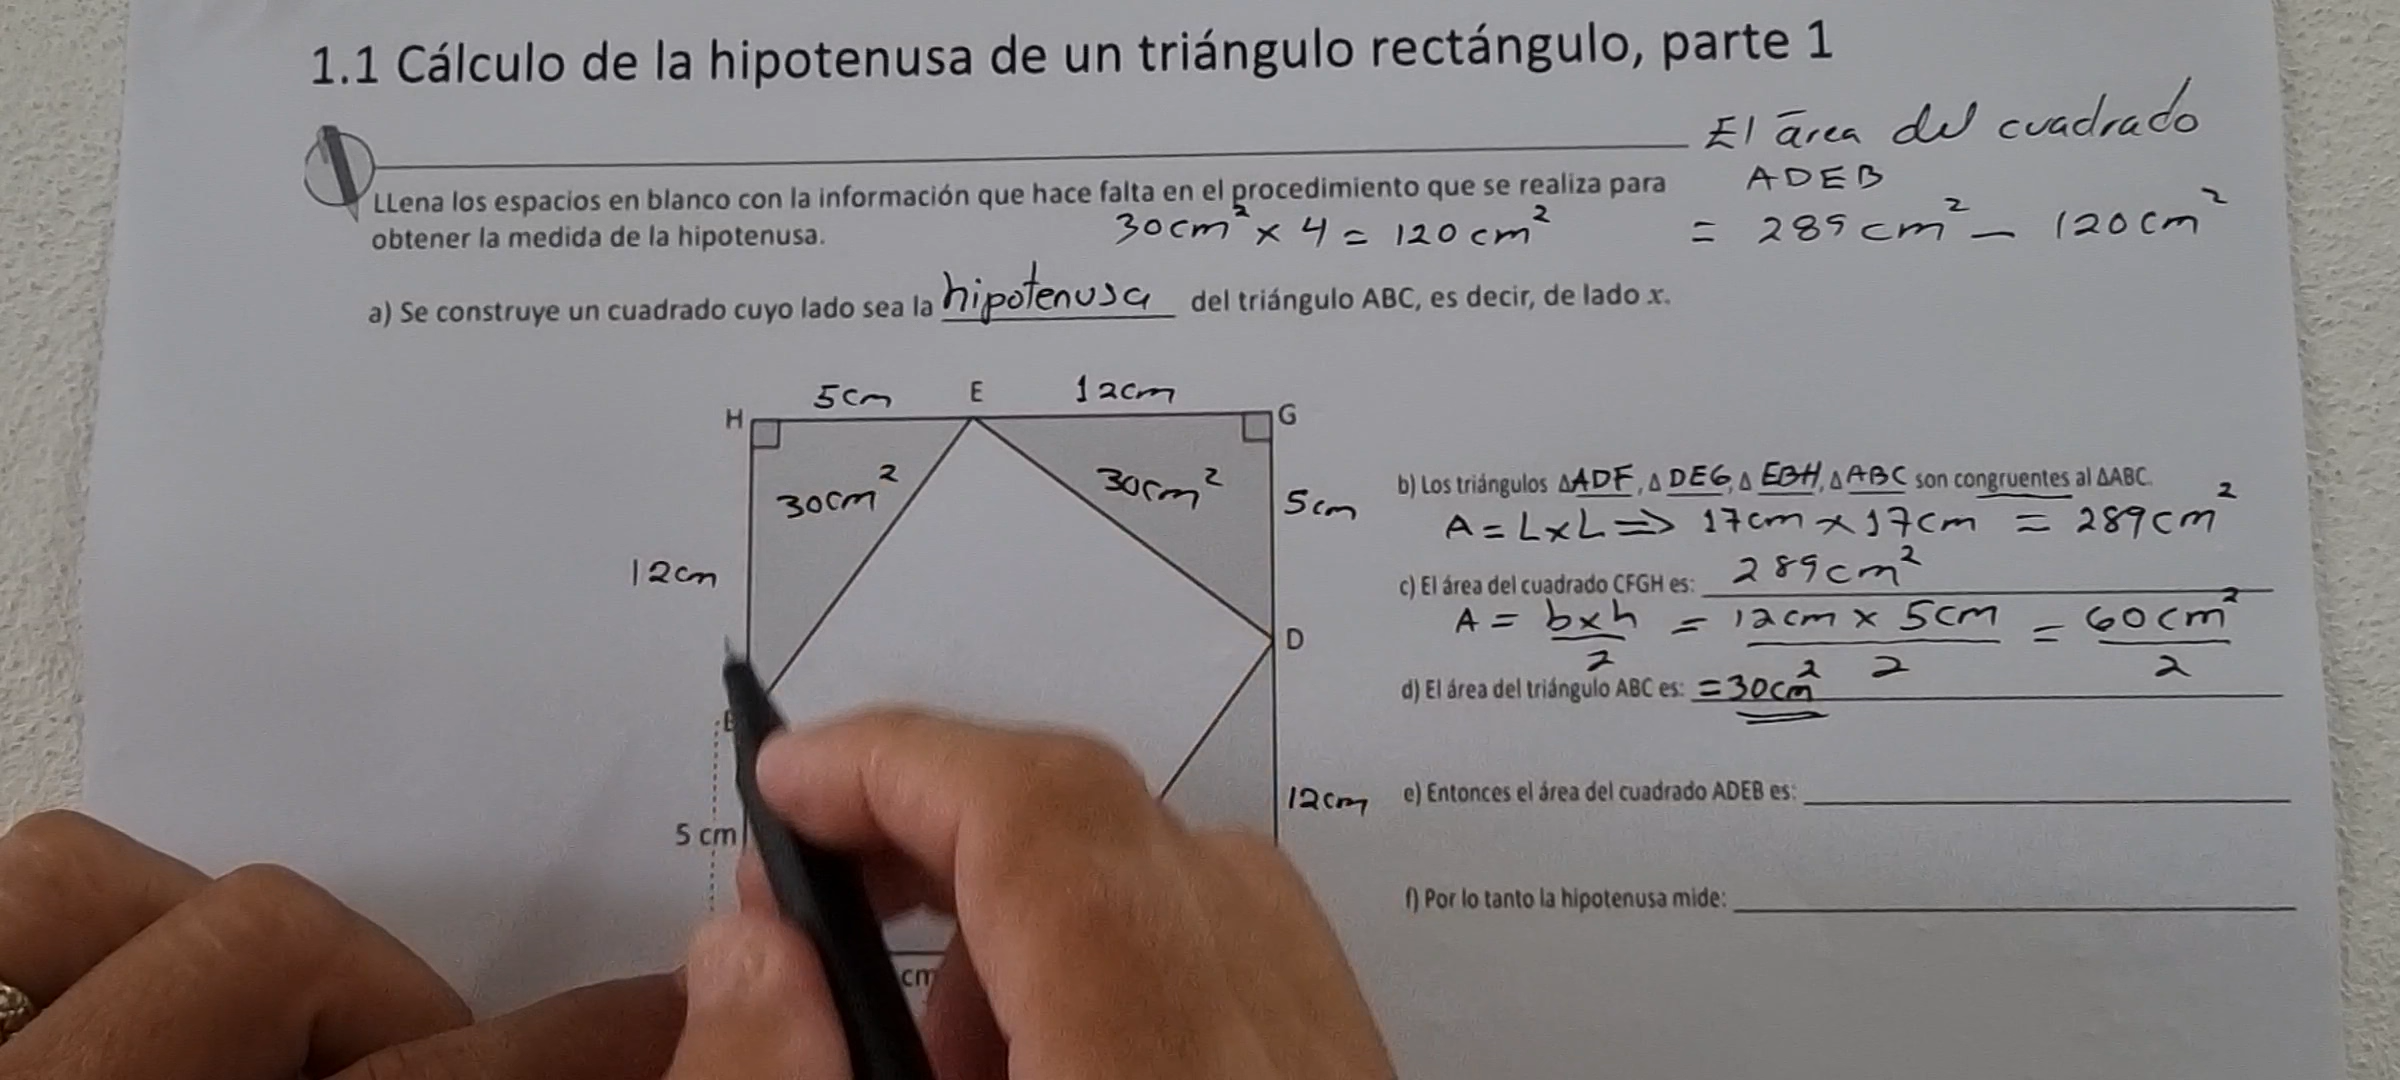 1.1 Cálculo de la hipotenusa de un triángulo rectángulo, parte 1
El área del cuadrado
ADEB
= 289 cm² − 120 cm²
LLena los espacios en blanco con la información que hace falta en el procedimiento que se realiza para
obtener la medida de la hipotenusa.
30cm² x 4 = 120 cm²
a) Se construye un cuadrado cuyo lado sea la hipotenusa del triángulo ABC, es decir, de lado x.
5cm E 12cm
H G
30cm² 30cm²
5cm
12cm
D
12cm
5 cm
cm
b) Los triángulos ΔADF, Δ DEG, Δ EBH, Δ ABC son congruentes al ΔABC.
A = L x L ⇒ 17cm x 17cm = 289cm²
c) El área del cuadrado CFGH es: 289cm²
A = bxh/2 = 12cm x 5cm/2 = 60cm²/2
d) El área del triángulo ABC es: = 30cm²
e) Entonces el área del cuadrado ADEB es:
f) Por lo tanto la hipotenusa mide: